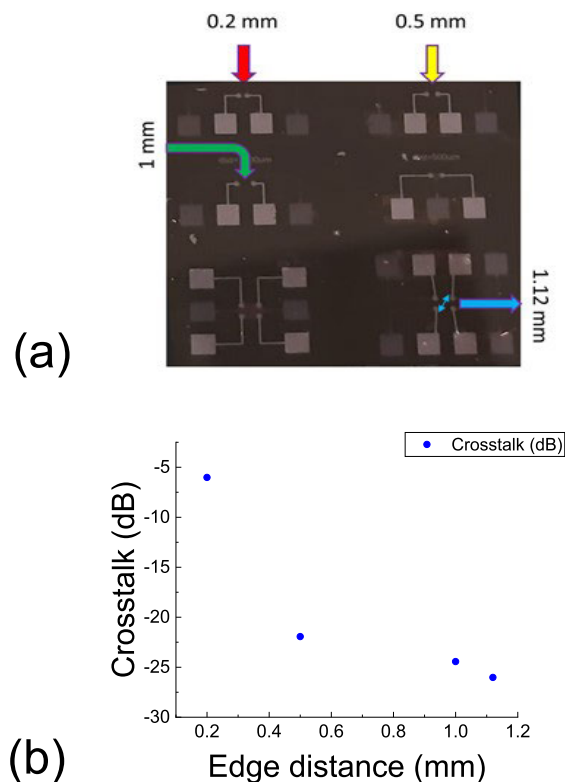 0.2 mm 0.5 mm
1 mm
1.12 mm
(a)
Crosstalk (dB)
-5
-10
-15
-20
-25
-30
0.2 0.4 0.6 0.8 1.0 1.2
Crosstalk (dB)
Edge distance (mm)
(b)